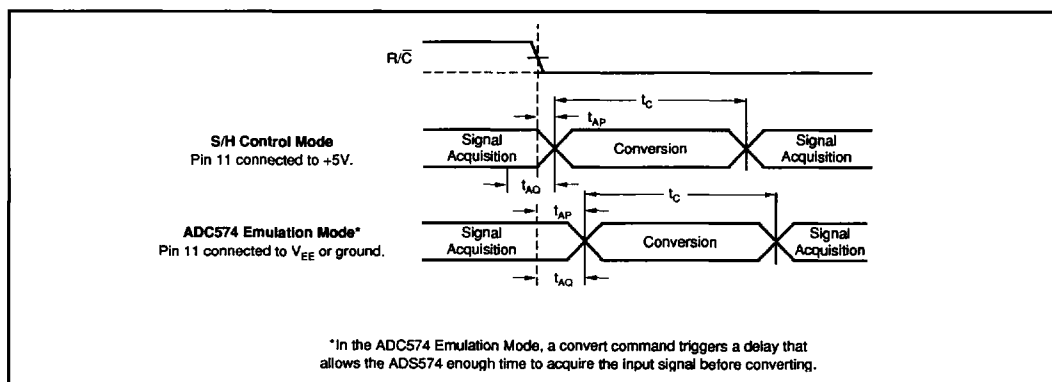 R/C̅
t_C
t_AP
S/H Control Mode
Pin 11 connected to +5V.
Signal Acquisition
Conversion
Signal Acquisition
t_AQ
t_C
t_AP
ADC574 Emulation Mode*
Pin 11 connected to V_EE or ground.
Signal Acquisition
Conversion
Signal Acquisition
t_AQ
*In the ADC574 Emulation Mode, a convert command triggers a delay that
allows the ADS574 enough time to acquire the input signal before converting.